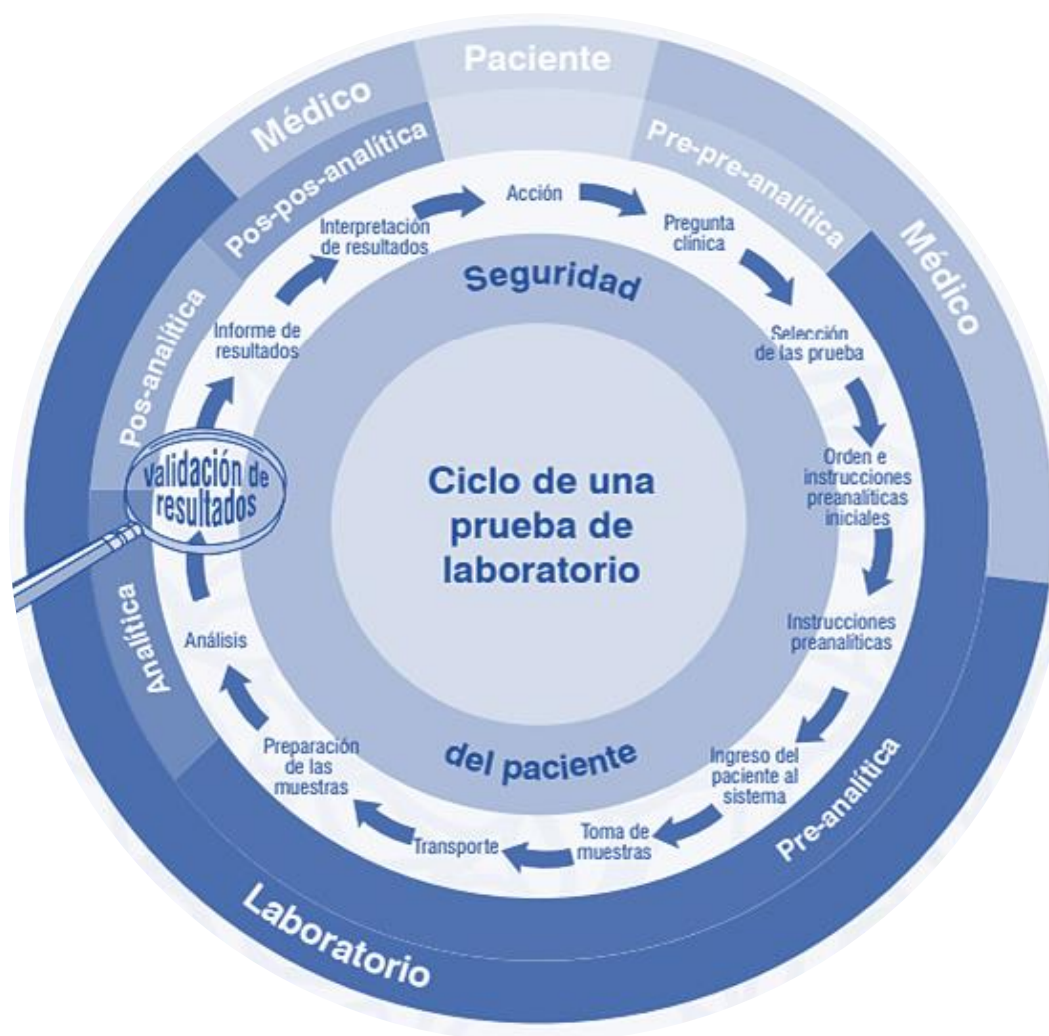 Paciente
Médico
Pre-pre-analítica
Médico
Pos-pos-analítica
Pos-analítica
Analítica
Pre-analítica
Laboratorio
Acción
Pregunta
clínica
Selección
de las prueba
Orden e
instrucciones
preanalíticas
iniciales
Instrucciones
preanalíticas
Ingreso del
paciente al
sistema
Toma de
muestras
Transporte
Preparación
de las
muestras
Análisis
Validación de
resultados
Informe de
resultados
Interpretación
de resultados
Seguridad
del paciente
Ciclo de una
prueba de
laboratorio